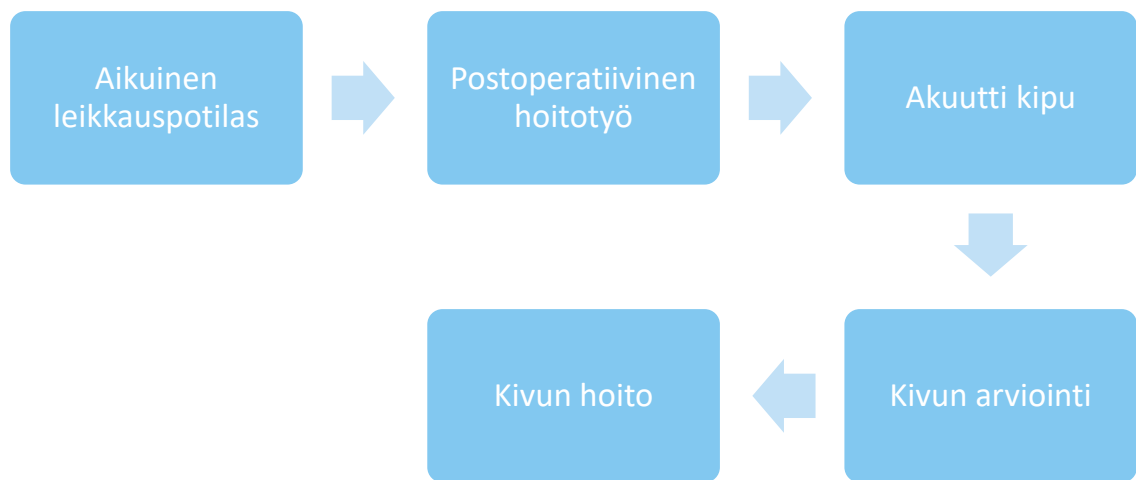 Aikuinen
leikkauspotilas
Postoperatiivinen
hoitotyö
Akuutti kipu
Kivun arviointi
Kivun hoito